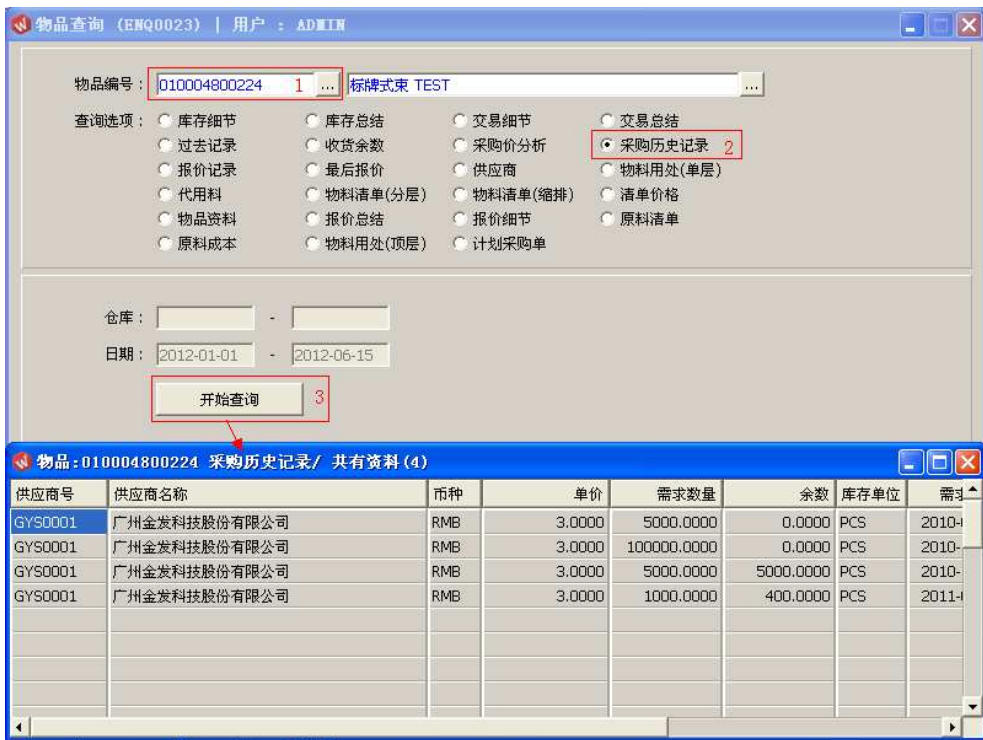 物品查询 (ENQ0023) | 用户 : ADMIN
物品编号： 010004800224 1 ... 标牌式束 TEST ...
查询选项： 库存细节 库存总结 交易细节 交易总结
过去记录 收货余数 采购价分析 采购历史记录 2
报价记录 最后报价 供应商 物料用处(单层)
代用料 物料清单(分层) 物料清单(缩排) 清单价格
物品资料 报价总结 报价细节 原料清单
原料成本 物料用处(顶层) 计划采购单
仓库： -
日期： 2012-01-01 - 2012-06-15
开始查询 3
物品:010004800224 采购历史记录/ 共有资料(4)
供应商号 供应商名称 币种 单价 需求数量 余数 库存单位
GYS0001 广州金发科技股份有限公司 RMB 3.0000 5000.0000 0.0000 PCS 2010-
GYS0001 广州金发科技股份有限公司 RMB 3.0000 100000.0000 0.0000 PCS 2010-
GYS0001 广州金发科技股份有限公司 RMB 3.0000 5000.0000 5000.0000 PCS 2010-
GYS0001 广州金发科技股份有限公司 RMB 3.0000 1000.0000 400.0000 PCS 2011-